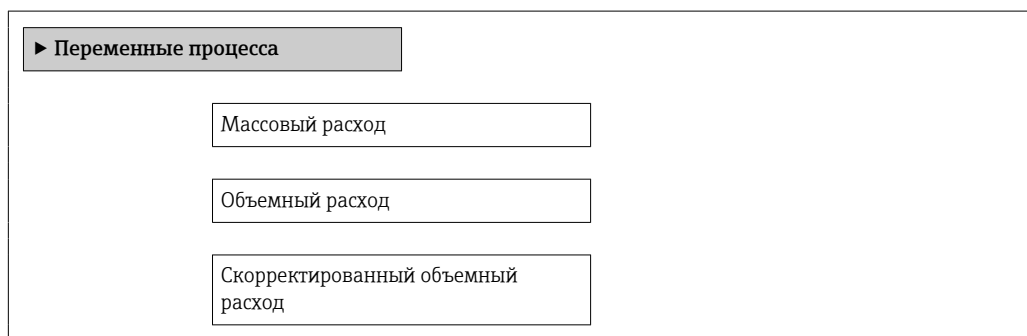 ▶ Переменные процесса
Массовый расход
Объемный расход
Скорректированный объемный
расход